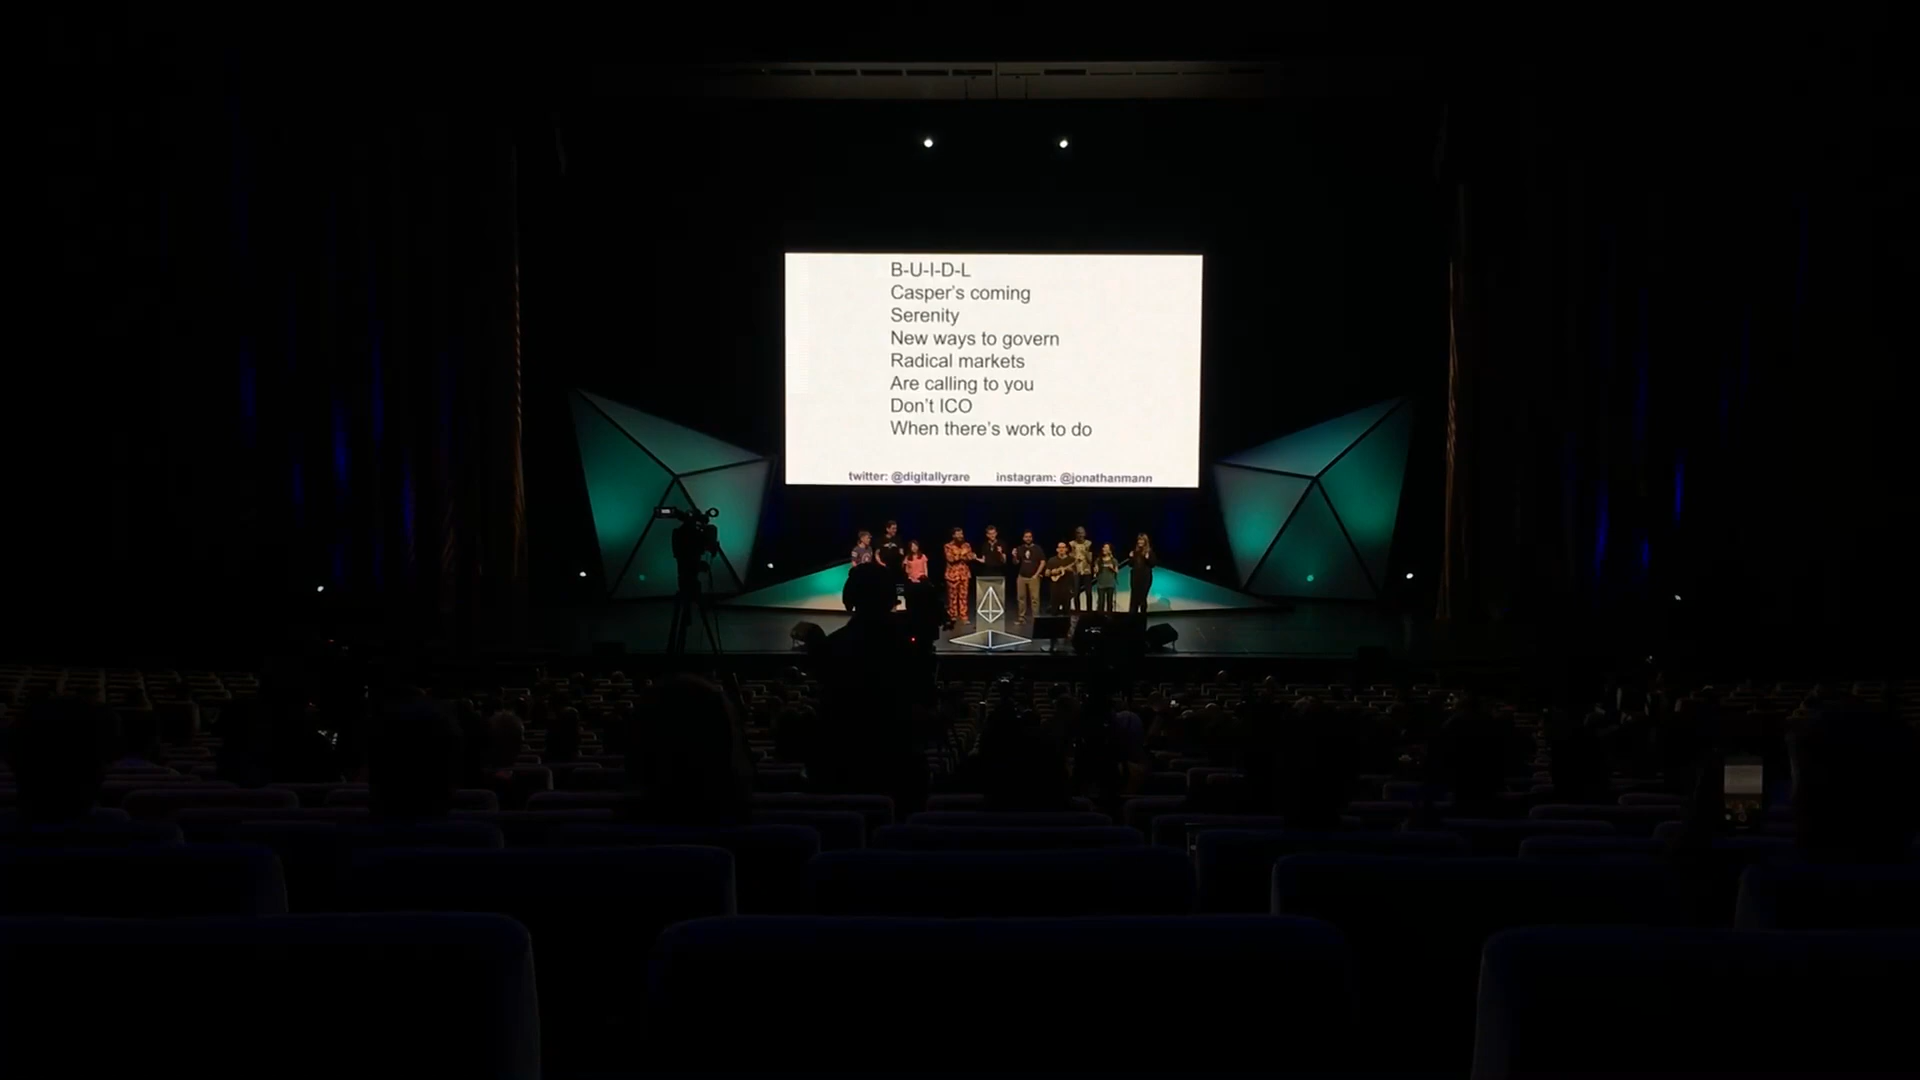 B-U-I-D-L
Casper's coming
Serenity
New ways to govern
Radical markets
Are calling to you
Don't ICO
When there's work to do
twitter: @digitallyrare instagram: @jonathanmann